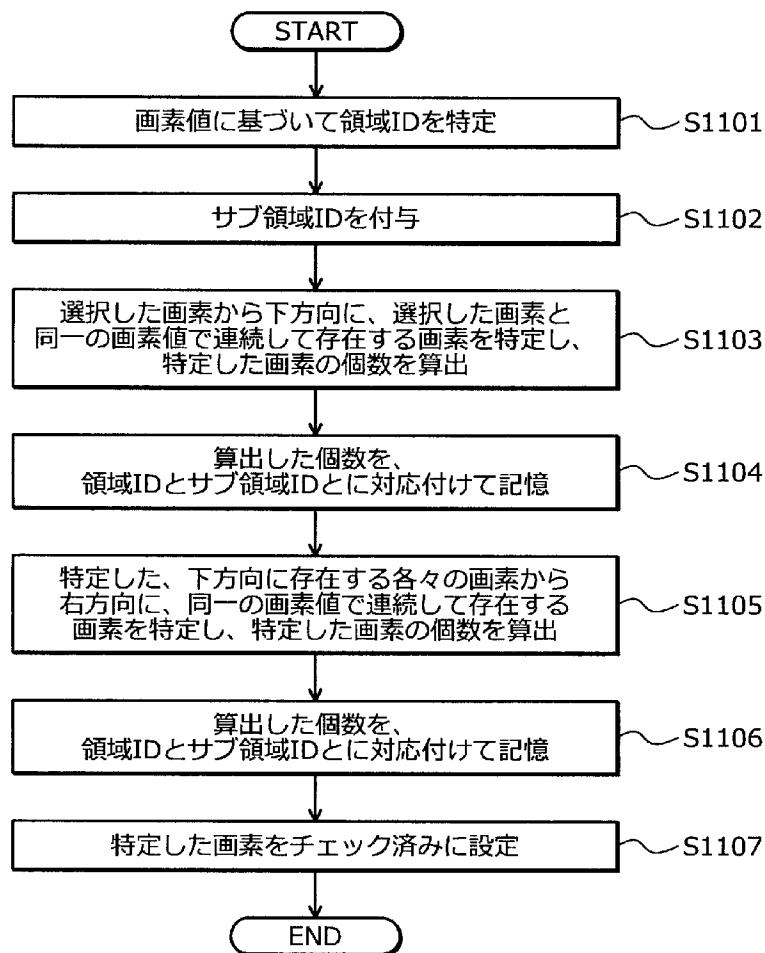 START
画素値に基づいて領域IDを特定
S1101
サブ領域IDを付与
S1102
選択した画素から下方向に、選択した画素と
同一の画素値で連続して存在する画素を特定し、
特定した画素の個数を算出
S1103
算出した個数を、
領域IDとサブ領域IDとに対応付けて記憶
S1104
特定した、下方向に存在する各々の画素から
右方向に、同一の画素値で連続して存在する
画素を特定し、特定した画素の個数を算出
S1105
算出した個数を、
領域IDとサブ領域IDとに対応付けて記憶
S1106
特定した画素をチェック済みに設定
S1107
END